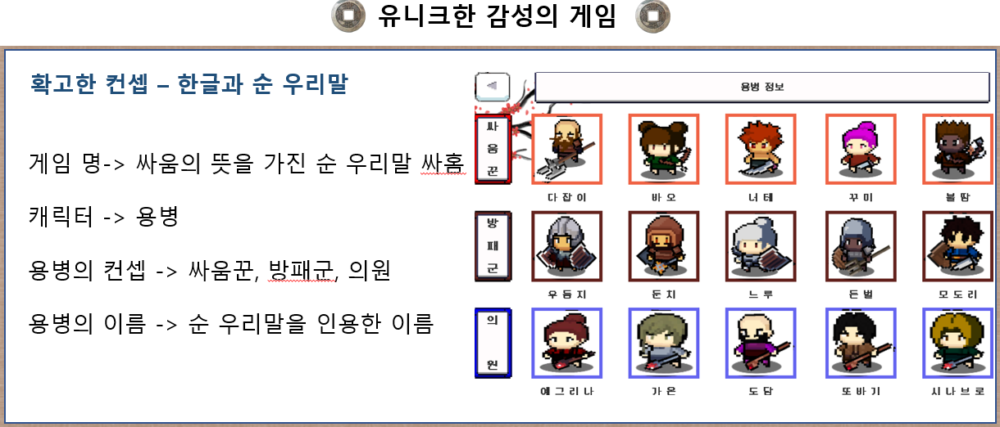 유니크한 감성의 게임
확고한 컨셉 – 한글과 순 우리말
게임 명-> 싸움의 뜻을 가진 순 우리말 싸홈
캐릭터 -> 용병
용병의 컨셉 -> 싸움꾼, 방패군, 의원
용병의 이름 -> 순 우리말을 인용한 이름
용병 정보
싸움꾼
다잡이 바오 너테 꾸미 불땀
방패군
우듬지 둔치 느루 든벌 모도리
의원
예그리나 가온 도담 또바기 시나브로